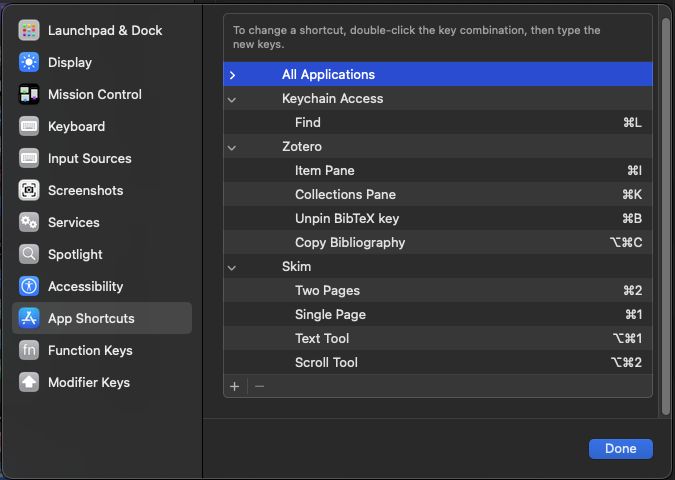 Launchpad & Dock
Display
Mission Control
Keyboard
Input Sources
Screenshots
Services
Spotlight
Accessibility
App Shortcuts
fn Function Keys
Modifier Keys
To change a shortcut, double-click the key combination, then type the
new keys.
All Applications
Keychain Access
Find ⌘L
Zotero
Item Pane ⌘I
Collections Pane ⌘K
Unpin BibTeX key ⌘B
Copy Bibliography ⌥⌘C
Skim
Two Pages ⌘2
Single Page ⌘1
Text Tool ⌥⌘1
Scroll Tool ⌥⌘2
+ −
Done